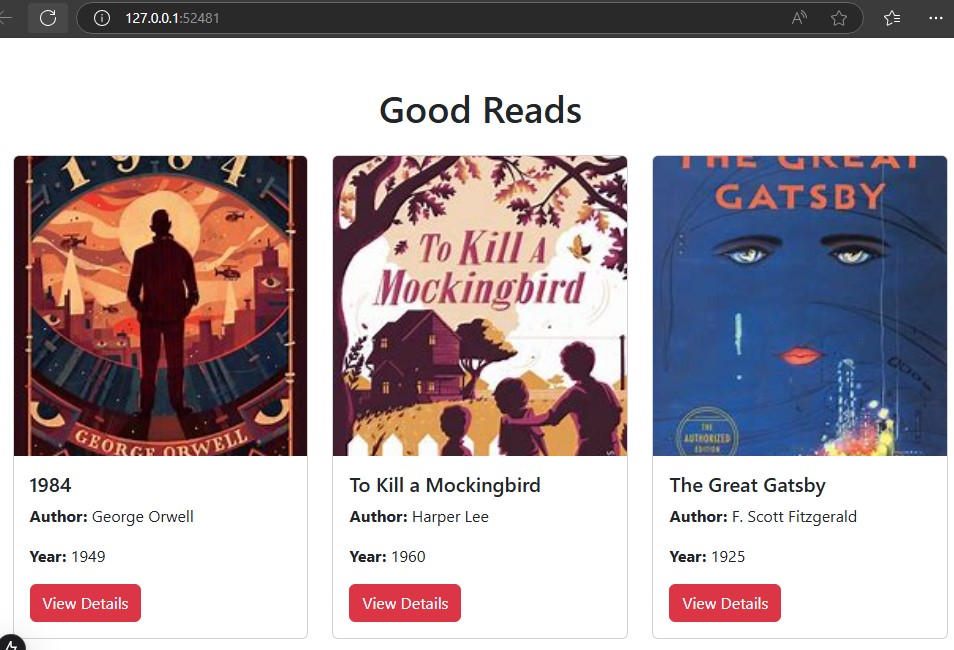 127.0.0.1:52481
Good Reads
1984
GEORGE ORWELL
To Kill A
Mockingbird
THE GREAT
GATSBY
THE
AUTHORIZED
EDITION
1984
Author: George Orwell
Year: 1949
View Details
To Kill a Mockingbird
Author: Harper Lee
Year: 1960
View Details
The Great Gatsby
Author: F. Scott Fitzgerald
Year: 1925
View Details